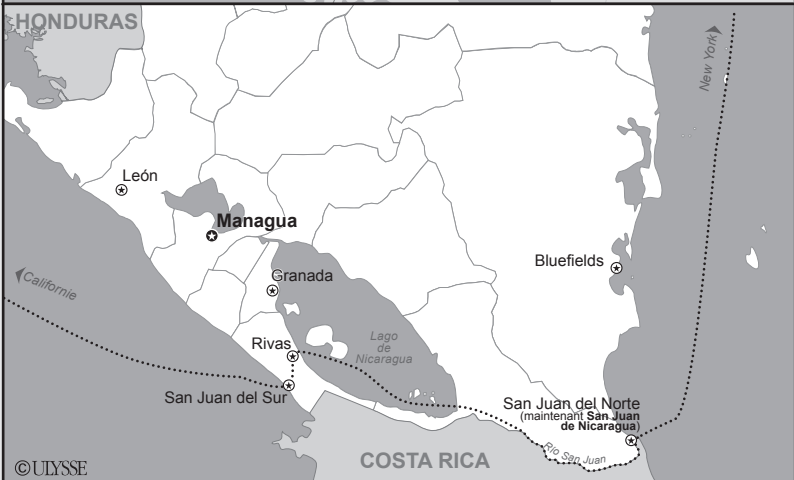 HONDURAS
New York
León
Managua
Bluefields
Californie
Granada
Rivas
Lago
de
Nicaragua
San Juan del Sur
San Juan del Norte
(maintenant San Juan
de Nicaragua)
Río San Juan
COSTA RICA
© ULYSSE